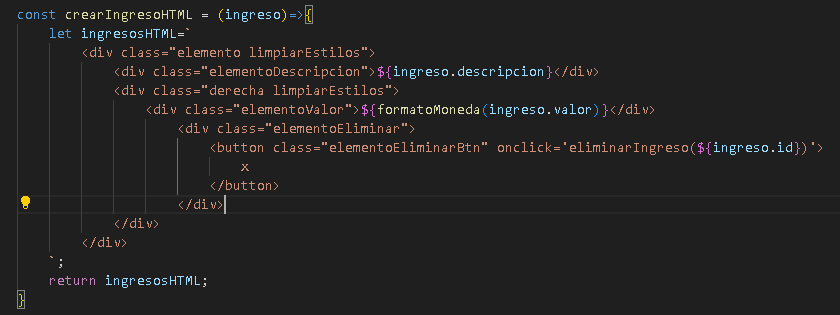 const crearIngresoHTML = (ingreso)=>{
let ingresosHTML=`
<div class="elemento limpiarEstilos">
<div class="elementoDescripcion">${ingreso.descripcion}</div>
<div class="derecha limpiarEstilos">
<div class="elementoValor">${formatoMoneda(ingreso.valor)}</div>
<div class="elementoEliminar">
<button class="elementoEliminarBtn" onclick='eliminarIngreso(${ingreso.id})'>
x
</button>
</div>
</div>
</div>
`;
return ingresosHTML;
}